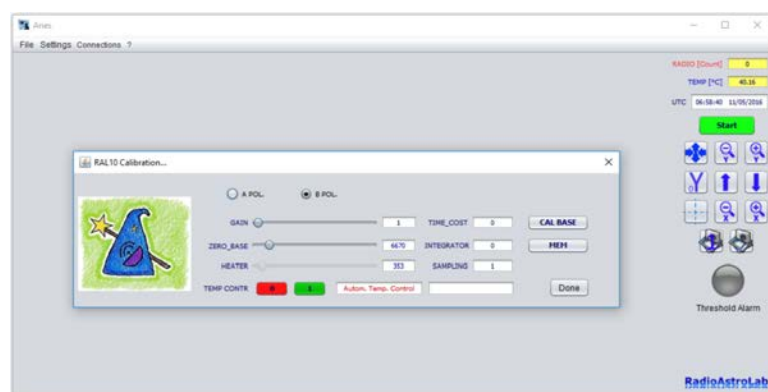 Aries
File Settings Connections ?
RADIO [Count] 0
TEMP [°C] 40.16
UTC 06:58:40 11/05/2016
Start
RAL10 Calibration...
A POL. B POL.
GAIN 1 TIME_COST 0 CAL BASE
ZERO_BASE 6670 INTEGRATOR 0 MEM
HEATER 353 SAMPLING 1
TEMP CONTR 0 1 Autom. Temp. Control Done
Threshold Alarm
RadioAstroLab